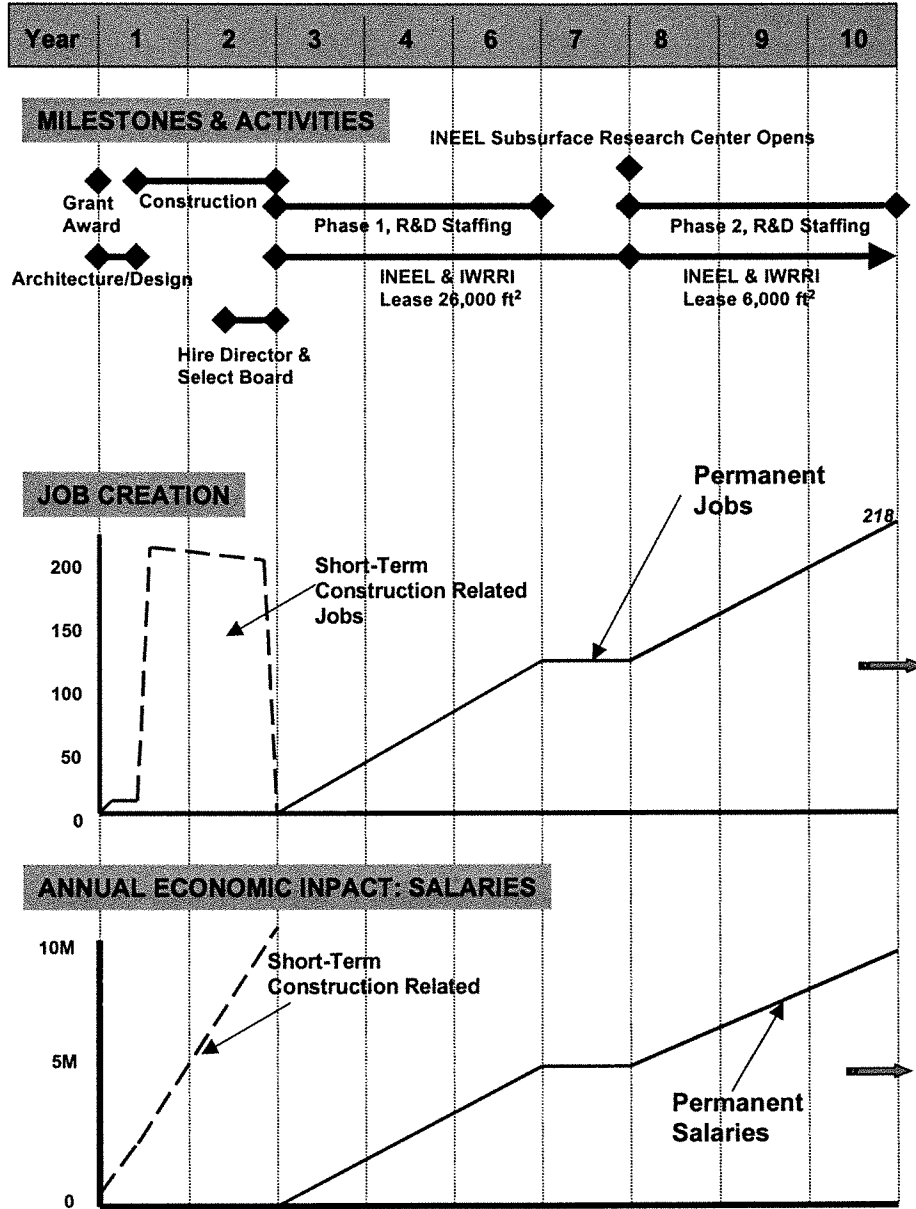 Year 1 2 3 4 6 7 8 9 10
MILESTONES & ACTIVITIES
INEEL Subsurface Research Center Opens
Grant
Award
Construction
Phase 1, R&D Staffing
Phase 2, R&D Staffing
Architecture/Design
INEEL & IWRRI
Lease 26,000 ft²
INEEL & IWRRI
Lease 6,000 ft²
Hire Director &
Select Board
JOB CREATION
Permanent
Jobs
218
Short-Term
Construction Related
Jobs
200
150
100
50
0
ANNUAL ECONOMIC INPACT: SALARIES
10M
Short-Term
Construction Related
5M
Permanent
Salaries
0